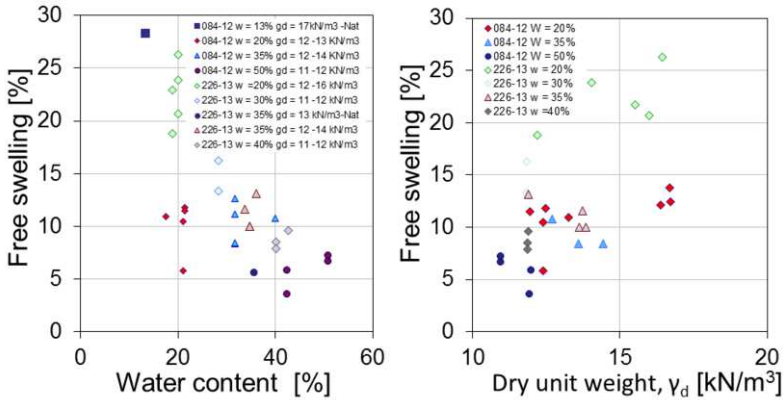 Free swelling [%]
30
25
20
15
10
5
0
084-12 w = 13% gd = 17kN/m3 -Nat
084-12 w = 20% gd = 12 -13 KN/m3
084-12 w = 35% gd = 12 -14 KN/m3
084-12 w = 50% gd = 11-12 KN/m3
226-13 w =20% gd = 12 -16 kN/m3
226-13 w = 30% gd = 11-12 kN/m3
226-13 w = 35% gd = 13 kN/m3-Nat
226-13 w = 35% gd = 12 -14 kN/m3
226-13 w = 40% gd = 11 -12 kN/m3
0 20 40 60
Water content [%]
Free swelling [%]
30
25
20
15
10
5
0
084-12 W = 20%
084-12 W = 35%
084-12 W = 50%
226-13 w = 20%
226-13 w = 30%
226-13 w = 35%
226-13 w =40%
10 15 20
Dry unit weight, γd [kN/m³]